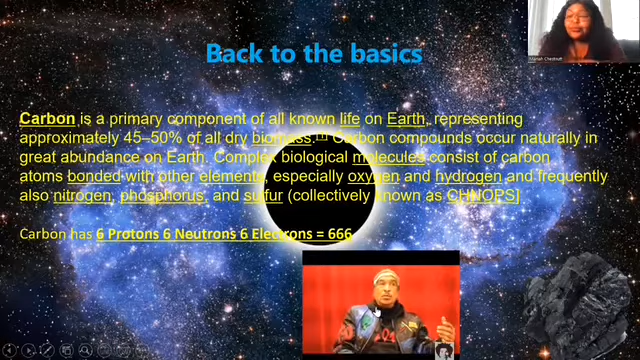 Mariah Chestnutt
Back to the basics
Carbon is a primary component of all known life on Earth, representing
approximately 45–50% of all dry biomass.[1] Carbon compounds occur naturally in
great abundance on Earth. Complex biological molecules consist of carbon
atoms bonded with other elements, especially oxygen and hydrogen and frequently
also nitrogen, phosphorus, and sulfur (collectively known as CHNOPS]
Carbon has 6 Protons 6 Neutrons 6 Electrons = 666